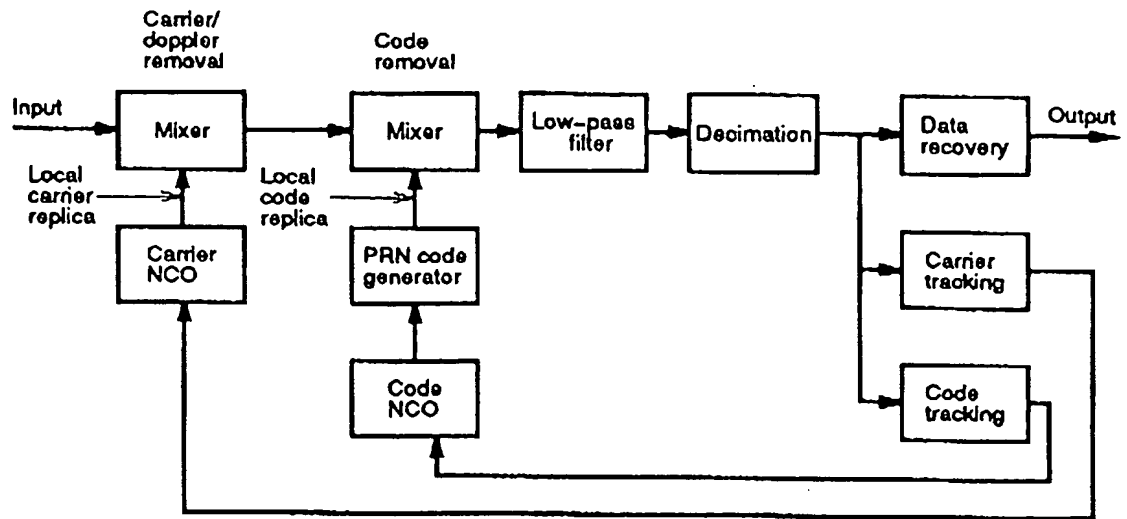 Carrier/
doppler
removal
Code
removal
Input
Mixer
Mixer
Low-pass
filter
Decimation
Data
recovery
Output
Local
carrier
replica
Local
code
replica
Carrier
NCO
PRN code
generator
Carrier
tracking
Code
NCO
Code
tracking